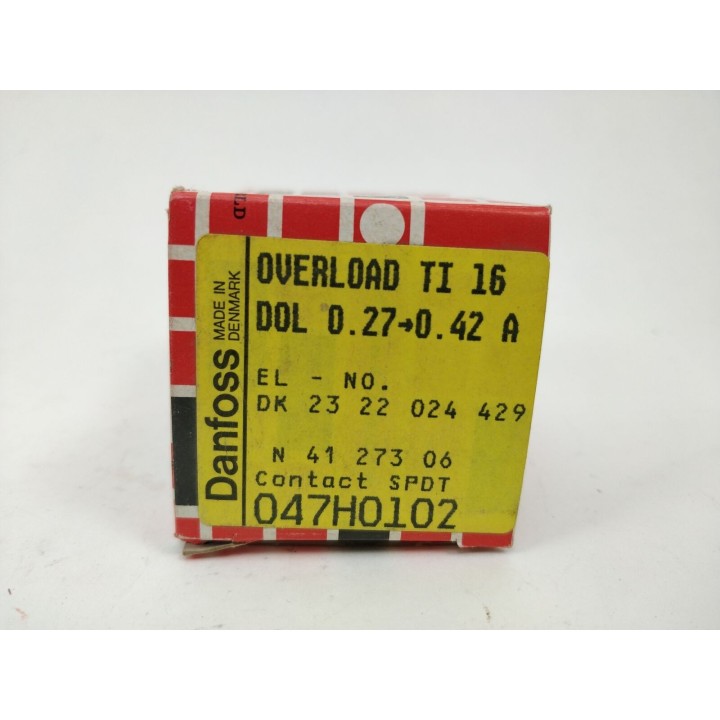 OVERLOAD TI 16
DOL 0.27→0.42 A
EL - NO.
DK 23 22 024 429
N 41 273 06
Contact SPDT
047H0102
Danfoss
MADE IN
DENMARK